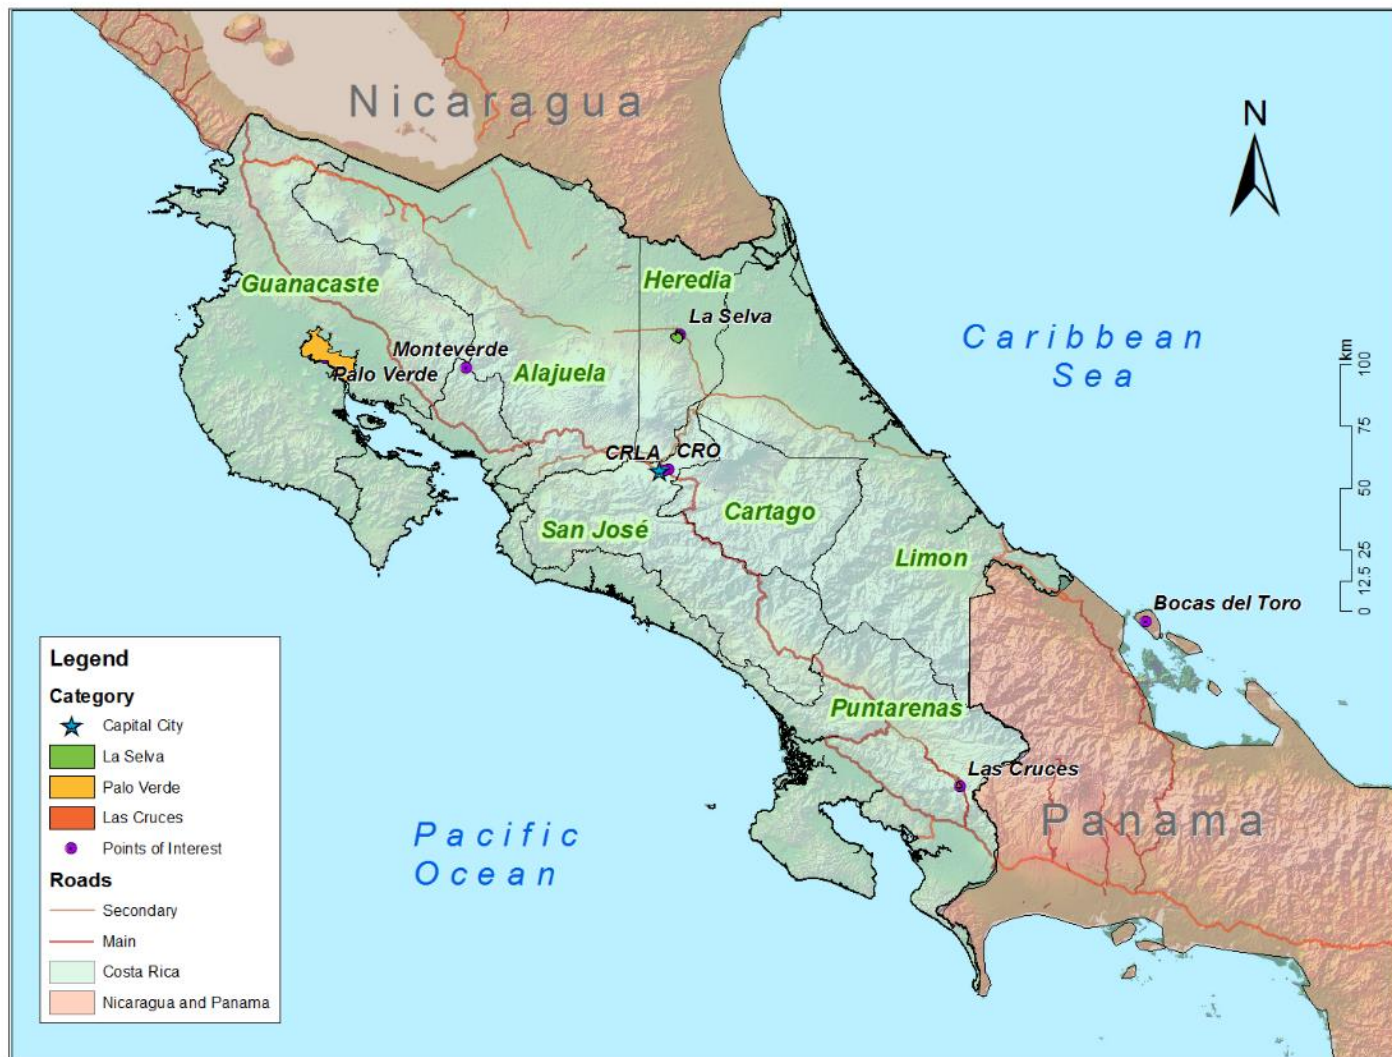 Nicaragua
N
Guanacaste
Heredia
La Selva
Monteverde
Palo Verde
Alajuela
Caribbean
Sea
km
100
75
50
25
12.5
0
CRLA
CRO
San José
Cartago
Limon
Bocas del Toro
Puntarenas
Las Cruces
Panama
Pacific
Ocean
Legend
Category
Capital City
La Selva
Palo Verde
Las Cruces
Points of Interest
Roads
Secondary
Main
Costa Rica
Nicaragua and Panama